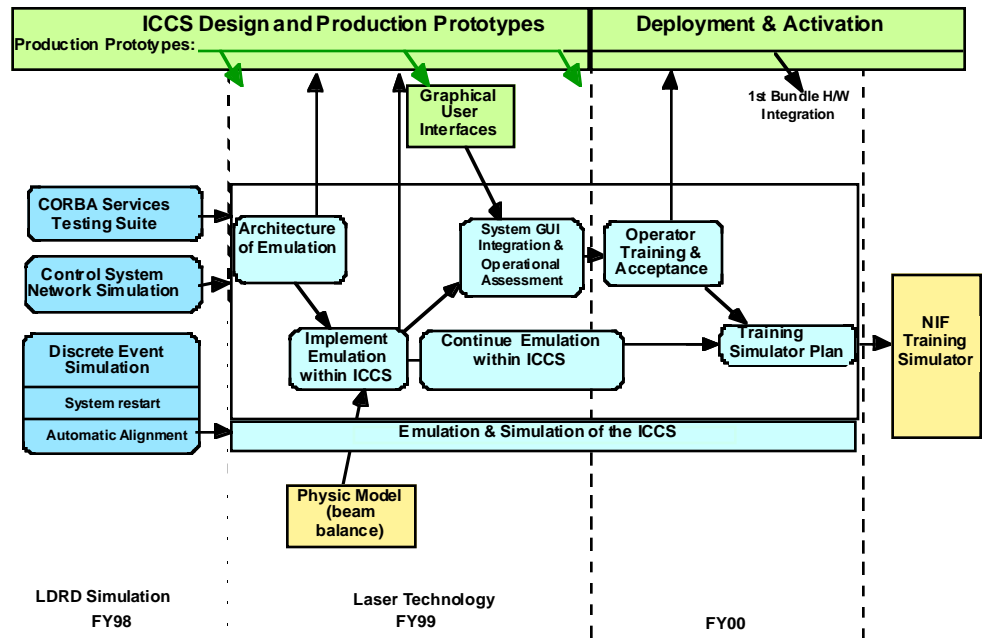 ICCS Design and Production Prototypes
Deployment & Activation
Production Prototypes:
Graphical
User
Interfaces
1st Bundle H/W
Integration
CORBA Services
Testing Suite
Architecture
of Emulation
System GUI
Integration &
Operational
Assessment
Operator
Training &
Acceptance
Control System
Network Simulation
NIF
Training
Simulator
Discrete Event
Simulation
System restart
Automatic Alignment
Implement
Emulation
within ICCS
Continue Emulation
within ICCS
Training
Simulator Plan
Emulation & Simulation of the ICCS
Physic Model
(beam
balance)
LDRD Simulation
FY98
Laser Technology
FY99
FY00